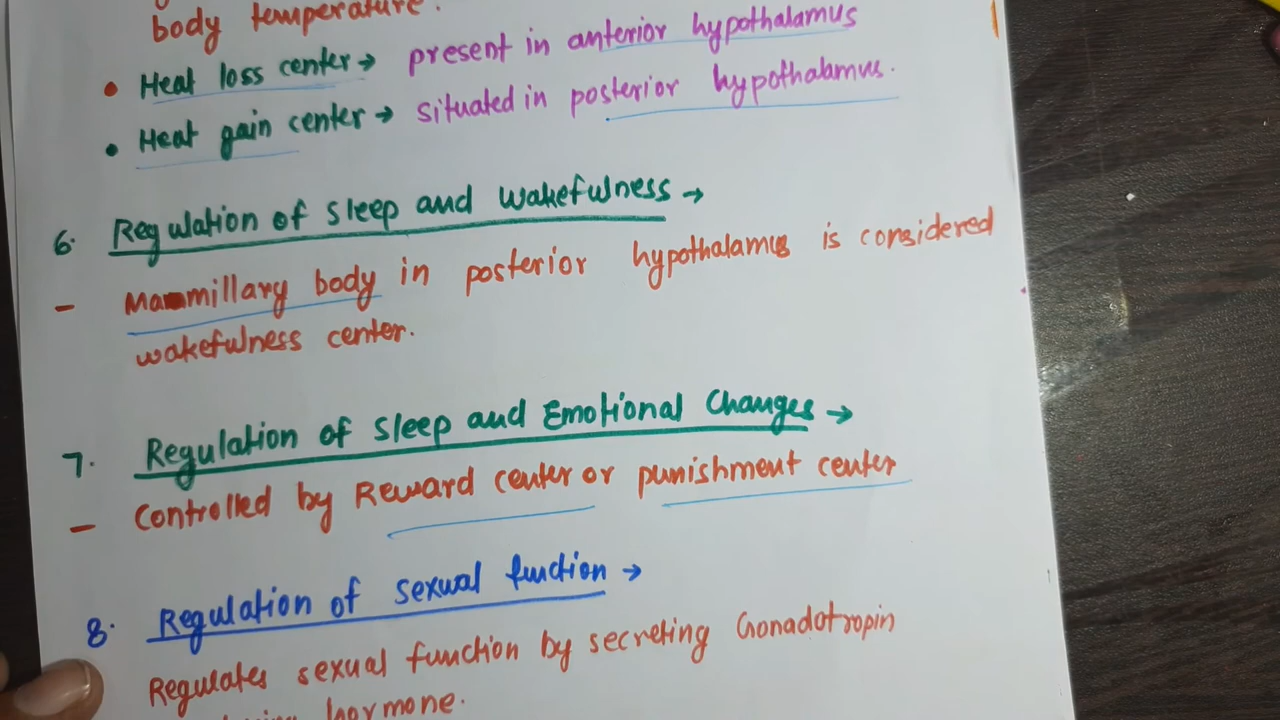 body temperature.
• Heat loss center → present in anterior hypothalamus
• Heat gain center → situated in posterior hypothalamus.
6. Regulation of sleep and wakefulness →
- Mammillary body in posterior hypothalamus is considered
wakefulness center.
7. Regulation of sleep and Emotional Changes →
- Controlled by Reward center or punishment center
8. Regulation of sexual function →
Regulates sexual function by secreting Gonadotropin
hormone.